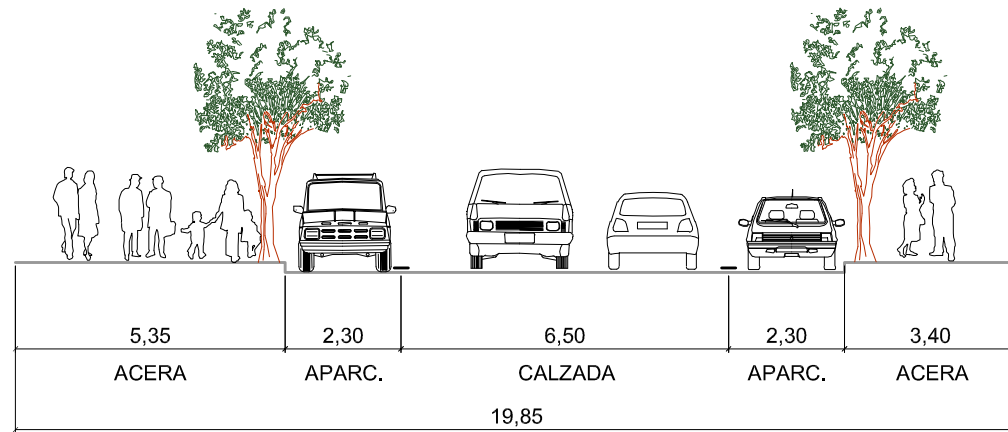 5,35 2,30 6,50 2,30 3,40
ACERA APARC. CALZADA APARC. ACERA
19,85